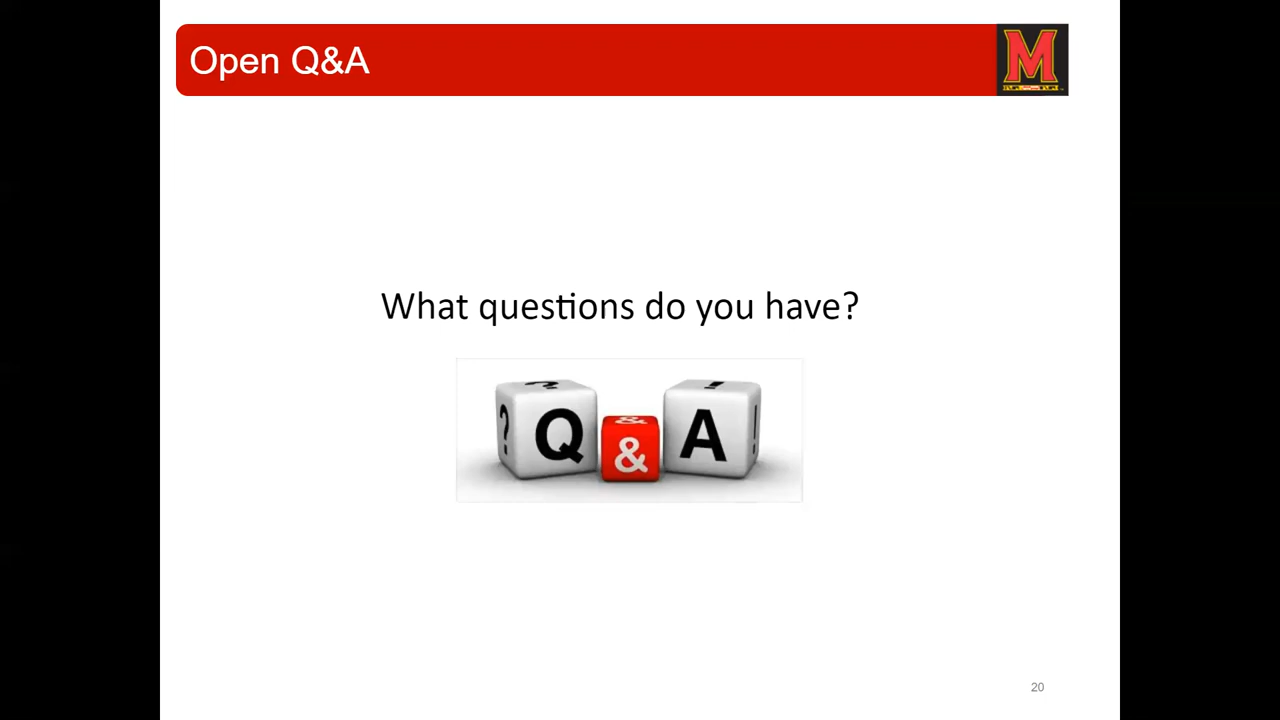 Open Q&A
M
What questions do you have?
? ? Q & & A ! !
20